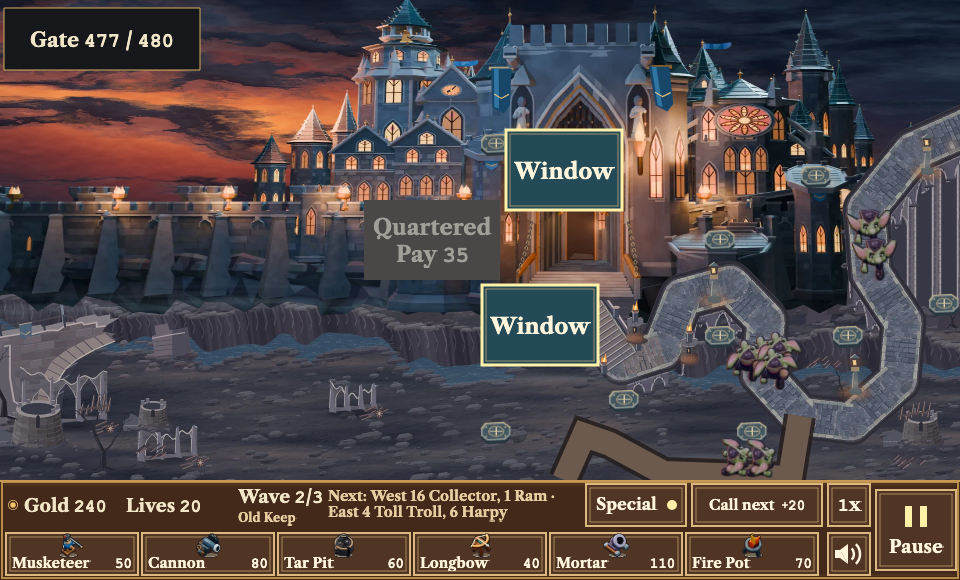 Gate 477 / 480
Window
Quartered
Pay 35
Window
Gold 240
Lives 20
Wave 2/3
Old Keep
Next: West 16 Collector, 1 Ram ·
East 4 Toll Troll, 6 Harpy
Special
Call next +20
1x
Pause
Musketeer 50
Cannon 80
Tar Pit 60
Longbow 40
Mortar 110
Fire Pot 70